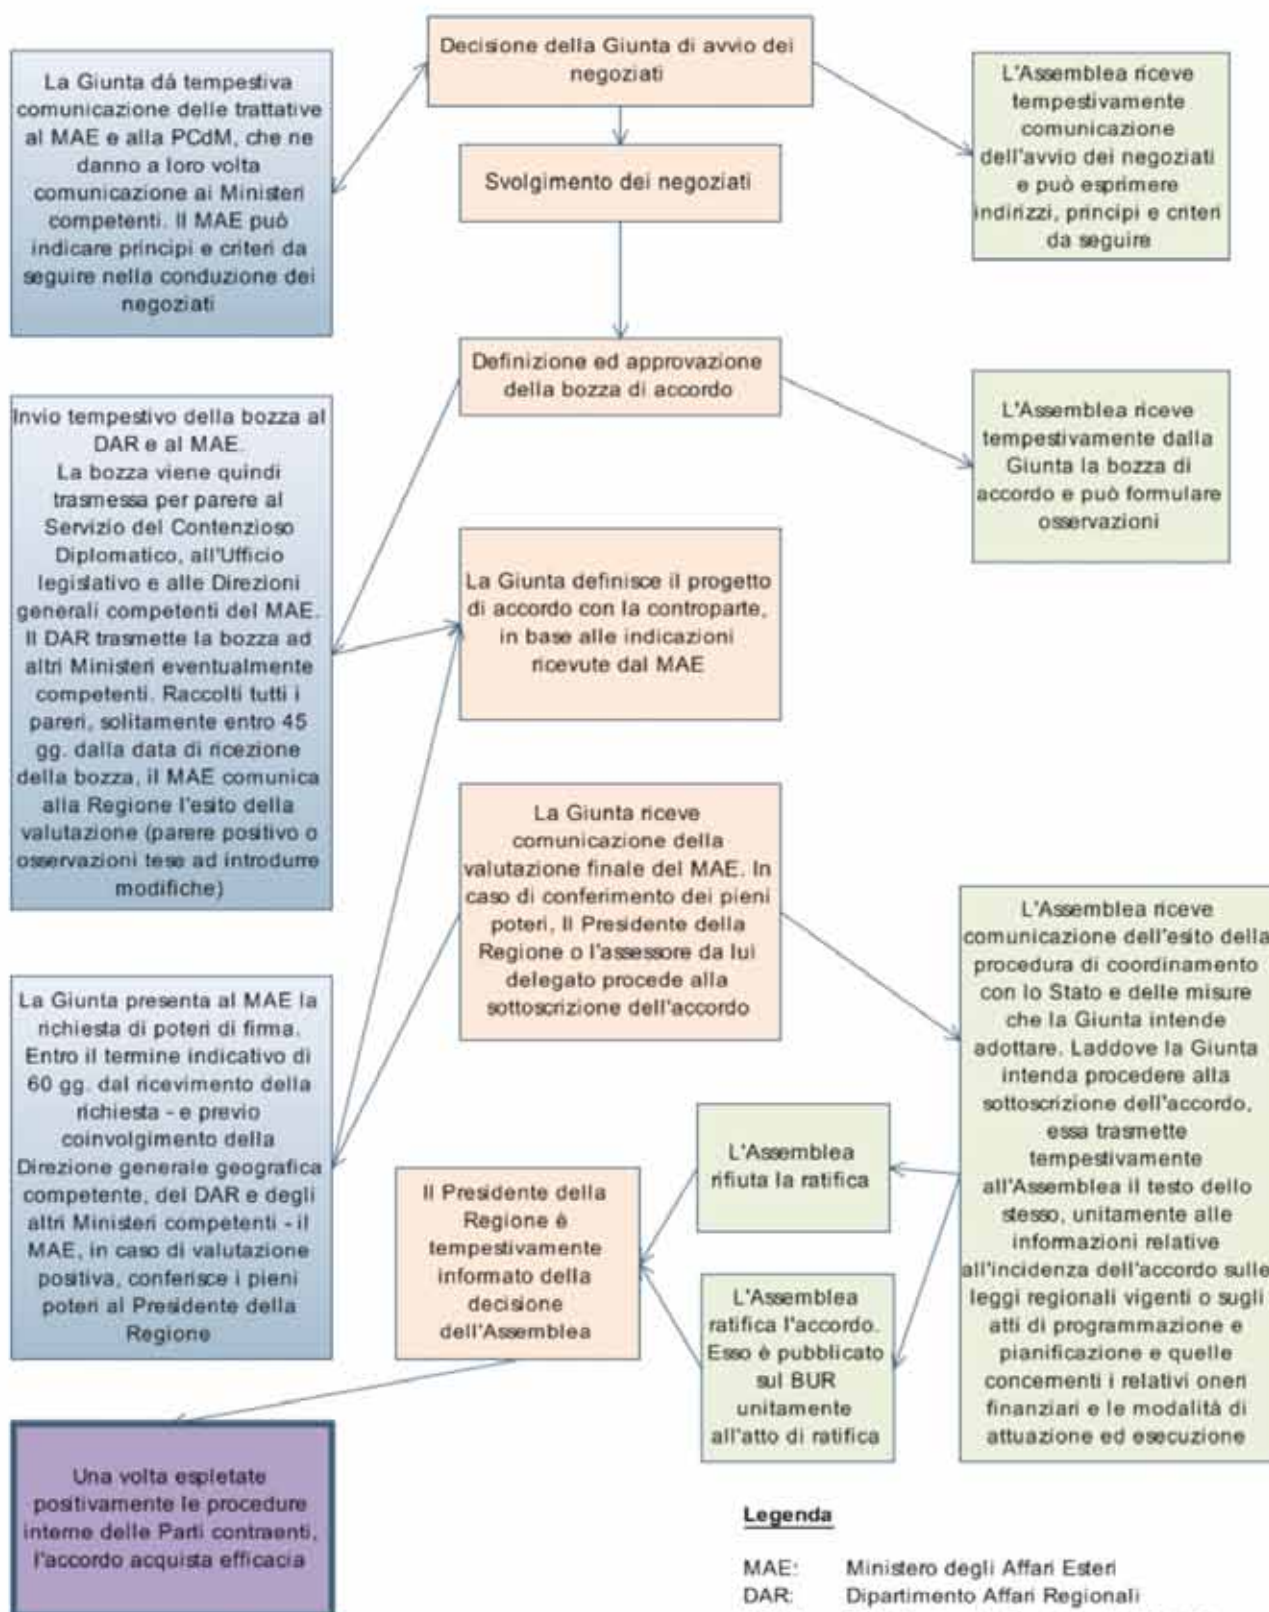 Decisione della Giunta di avvio dei
negoziati
La Giunta dá tempestiva
comunicazione delle trattative
al MAE e alla PCdM, che ne
danno a loro volta
comunicazione ai Ministeri
competenti. Il MAE può
indicare principi e criteri da
seguire nella conduzione dei
negoziati
L'Assemblea riceve
tempestivamente
comunicazione
dell'avvio dei negoziati
e può esprimere
indirizzi, principi e criteri
da seguire
Svolgimento dei negoziati
Definizione ed approvazione
della bozza di accordo
Invio tempestivo della bozza al
DAR e al MAE.
La bozza viene quindi
trasmessa per parere al
Servizio del Contenzioso
Diplomatico, all'Ufficio
legislativo e alle Direzioni
generali competenti del MAE.
Il DAR trasmette la bozza ad
altri Ministeri eventualmente
competenti. Raccolti tutti i
pareri, solitamente entro 45
gg. dalla data di ricezione
della bozza, il MAE comunica
alla Regione l'esito della
valutazione (parere positivo o
osservazioni tese ad introdurre
modifiche)
L'Assemblea riceve
tempestivamente dalla
Giunta la bozza di
accordo e può formulare
osservazioni
La Giunta definisce il progetto
di accordo con la controparte,
in base alle indicazioni
ricevute dal MAE
La Giunta riceve
comunicazione della
valutazione finale del MAE. In
caso di conferimento dei pieni
poteri, Il Presidente della
Regione o l'assessore da lui
delegato procede alla
sottoscrizione dell'accordo
La Giunta presenta al MAE la
richiesta di poteri di firma.
Entro il termine indicativo di
60 gg. dal ricevimento della
richiesta - e previo
coinvolgimento della
Direzione generale geografica
competente, del DAR e degli
altri Ministeri competenti - il
MAE, in caso di valutazione
positiva, conferisce i pieni
poteri al Presidente della
Regione
L'Assemblea riceve
comunicazione dell'esito della
procedura di coordinamento
con lo Stato e delle misure
che la Giunta intende
adottare. Laddove la Giunta
intenda procedere alla
sottoscrizione dell'accordo,
essa trasmette
tempestivamente
all'Assemblea il testo dello
stesso, unitamente alle
informazioni relative
all'incidenza dell'accordo sulle
leggi regionali vigenti o sugli
atti di programmazione e
pianificazione e quelle
concernenti i relativi oneri
finanziari e le modalità di
attuazione ed esecuzione
L'Assemblea
rifiuta la ratifica
L'Assemblea
ratifica l'accordo.
Esso è pubblicato
sul BUR
unitamente
all'atto di ratifica
Il Presidente della
Regione è
tempestivamente
informato della
decisione
dell'Assemblea
Una volta espletate
positivamente le procedure
interne delle Parti contraenti,
l'accordo acquista efficacia
Legenda
MAE: Ministero degli Affari Esteri
DAR: Dipartimento Affari Regionali